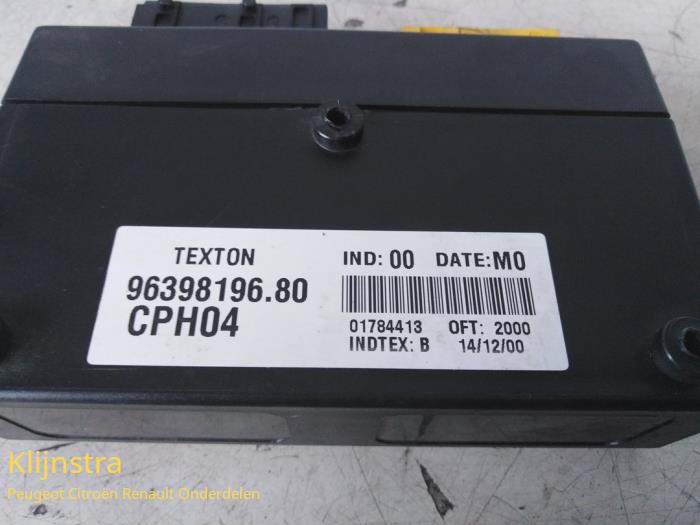 TEXTON
96398196.80
CPH04
IND: 00 DATE: M0
01784413 OFT: 2000
INDTEX: B 14/12/00
Klijnstra
Peugeot Citroën Renault Onderdelen